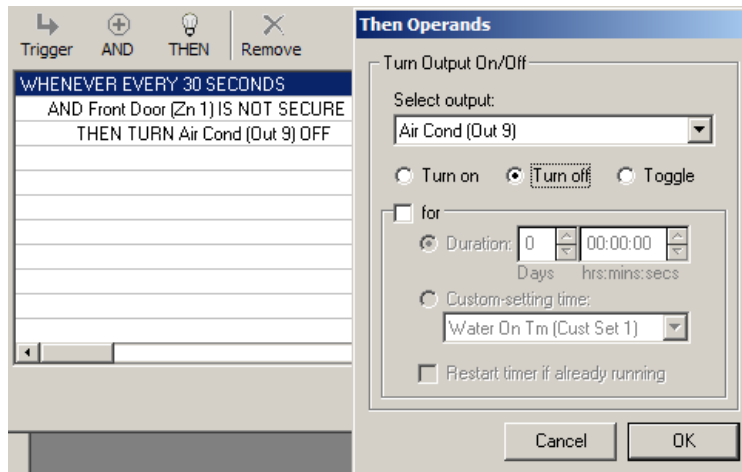 Trigger AND THEN Remove
WHENEVER EVERY 30 SECONDS
AND Front Door (Zn 1) IS NOT SECURE
THEN TURN Air Cond (Out 9) OFF
Then Operands
Turn Output On/Off
Select output:
Air Cond (Out 9)
Turn on Turn off Toggle
for
Duration: 0 00:00:00
Days hrs:mins:secs
Custom-setting time:
Water On Tm (Cust Set 1)
Restart timer if already running
Cancel OK